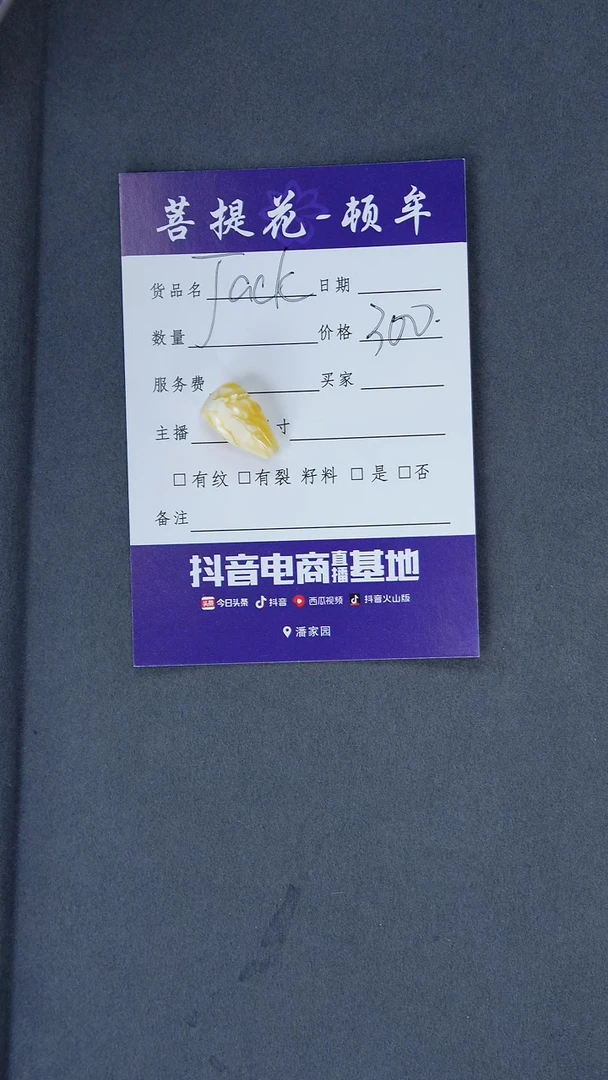 菩提花-顿牟
货品名 Jack 日期
数量 价格 300.
服务费 买家
主播 寸
□有纹 □有裂 籽料 □是 □否
备注
抖音电商直播基地
头条 今日头条 抖音 西瓜视频 抖音火山版
潘家园